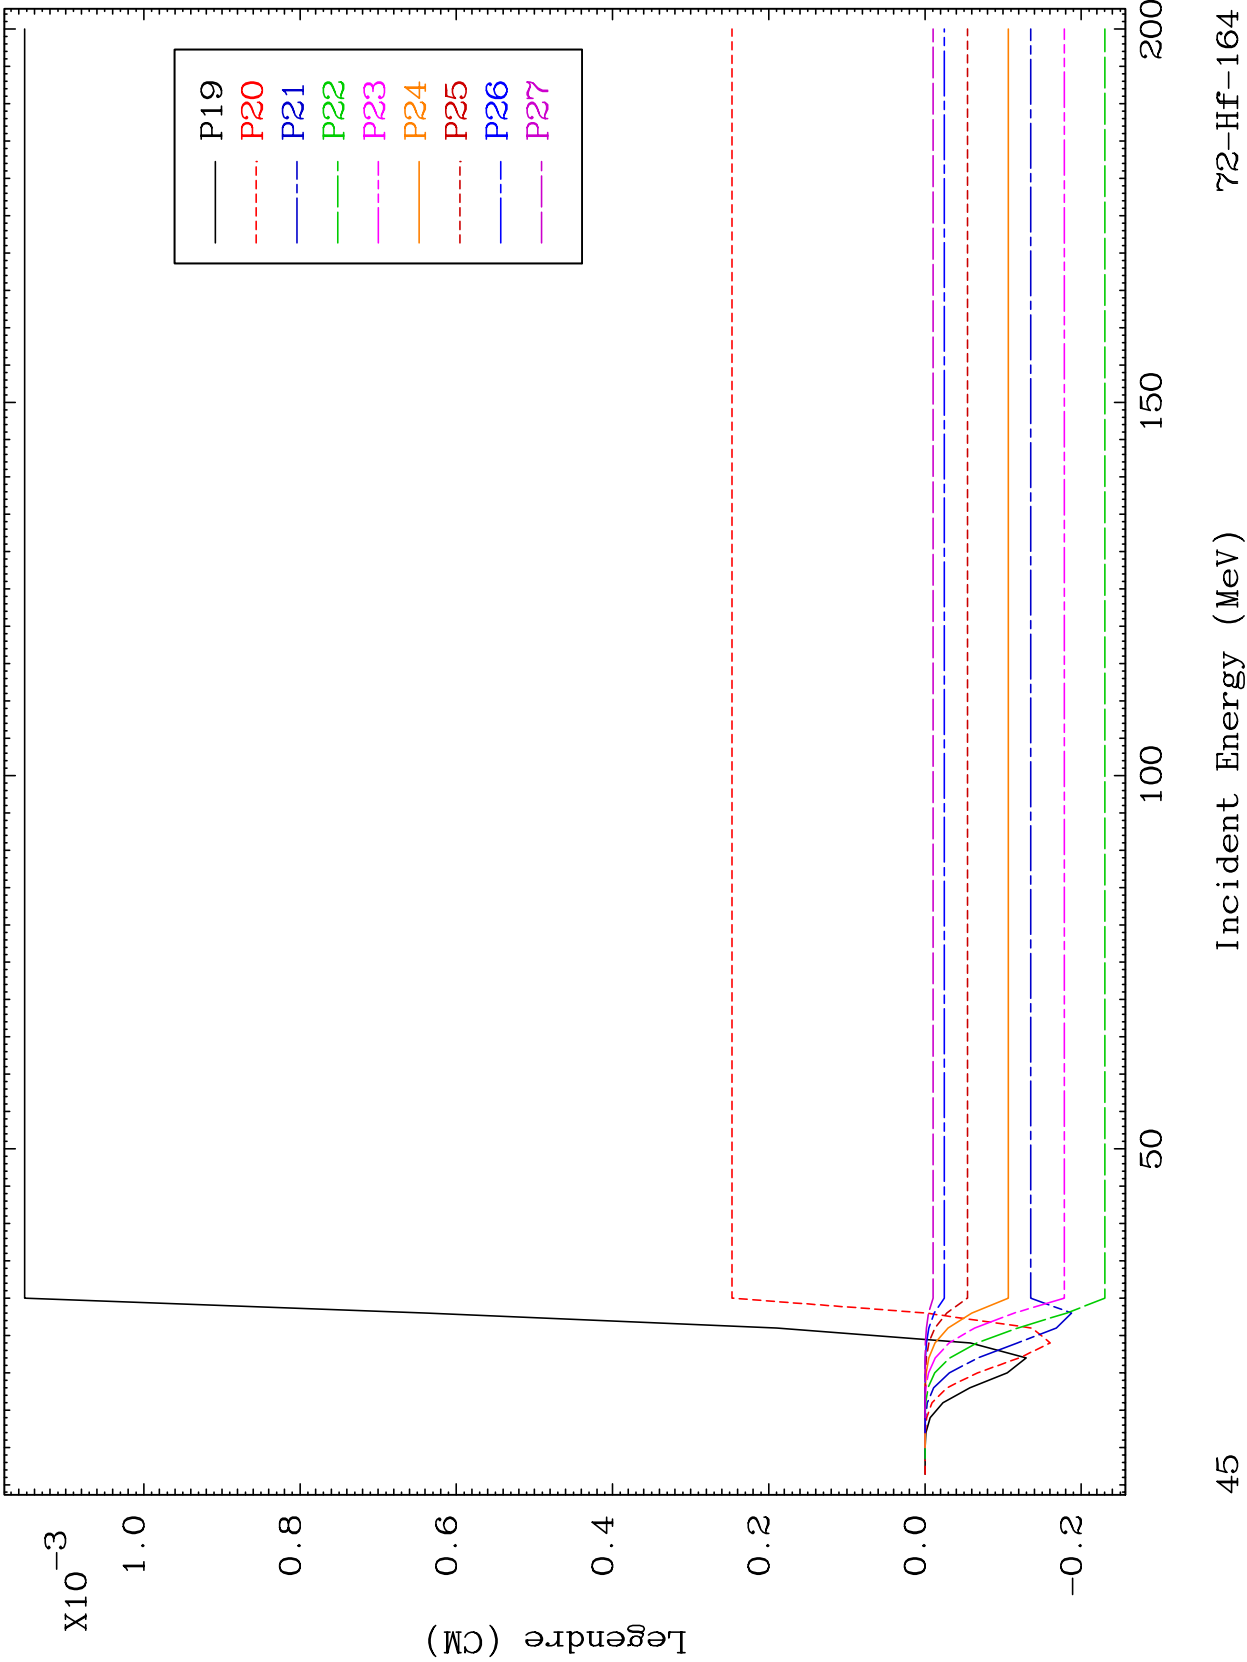 X10-3
1.0
0.8
0.6
0.4
0.2
0.0
-0.2
Legendre (CM)
P19
P20
P21
P22
P23
P24
P25
P26
P27
50
100
150
200
45
Incident Energy (MeV)
72-Hf-164